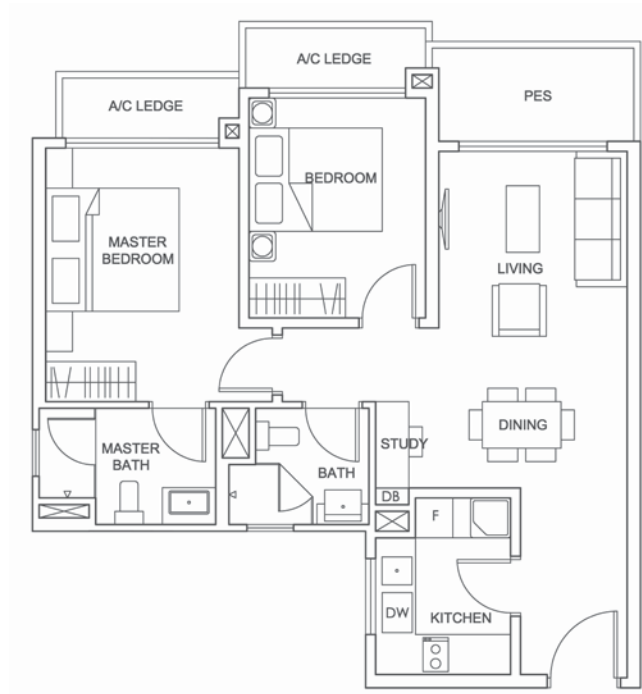 A/C LEDGE
A/C LEDGE
PES
BEDROOM
MASTER
BEDROOM
LIVING
DINING
STUDY
MASTER
BATH
BATH
DB
F
DW
KITCHEN